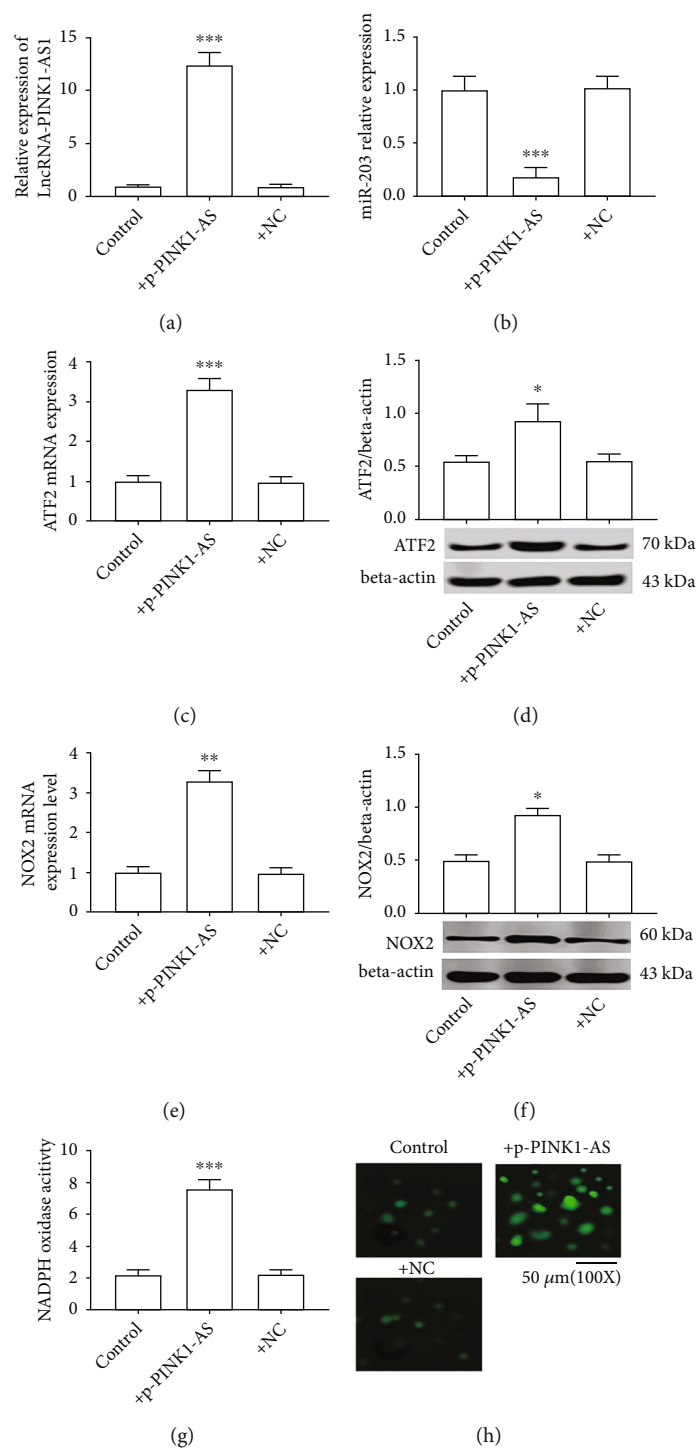 Relative expression of
LncRNA-PINK1-AS1
15
10
5
0
***
Control
+p-PINK1-AS
+NC
(a)
miR-203 relative expression
1.5
1.0
0.5
0.0
***
Control
+p-PINK1-AS
+NC
(b)
ATF2 mRNA expression
4
3
2
1
0
***
Control
+p-PINK1-AS
+NC
(c)
ATF2/beta-actin
1.5
1.0
0.5
0.0
*
ATF2
70 kDa
beta-actin
43 kDa
Control
+p-PINK1-AS
+NC
(d)
NOX2 mRNA
expression level
4
3
2
1
0
**
Control
+p-PINK1-AS
+NC
(e)
NOX2/beta-actin
1.5
1.0
0.5
0.0
*
NOX2
60 kDa
beta-actin
43 kDa
Control
+p-PINK1-AS
+NC
(f)
NADPH oxidase acitivty
10
8
6
4
2
0
***
Control
+p-PINK1-AS
+NC
(g)
Control
+p-PINK1-AS
+NC
50 μm(100X)
(h)